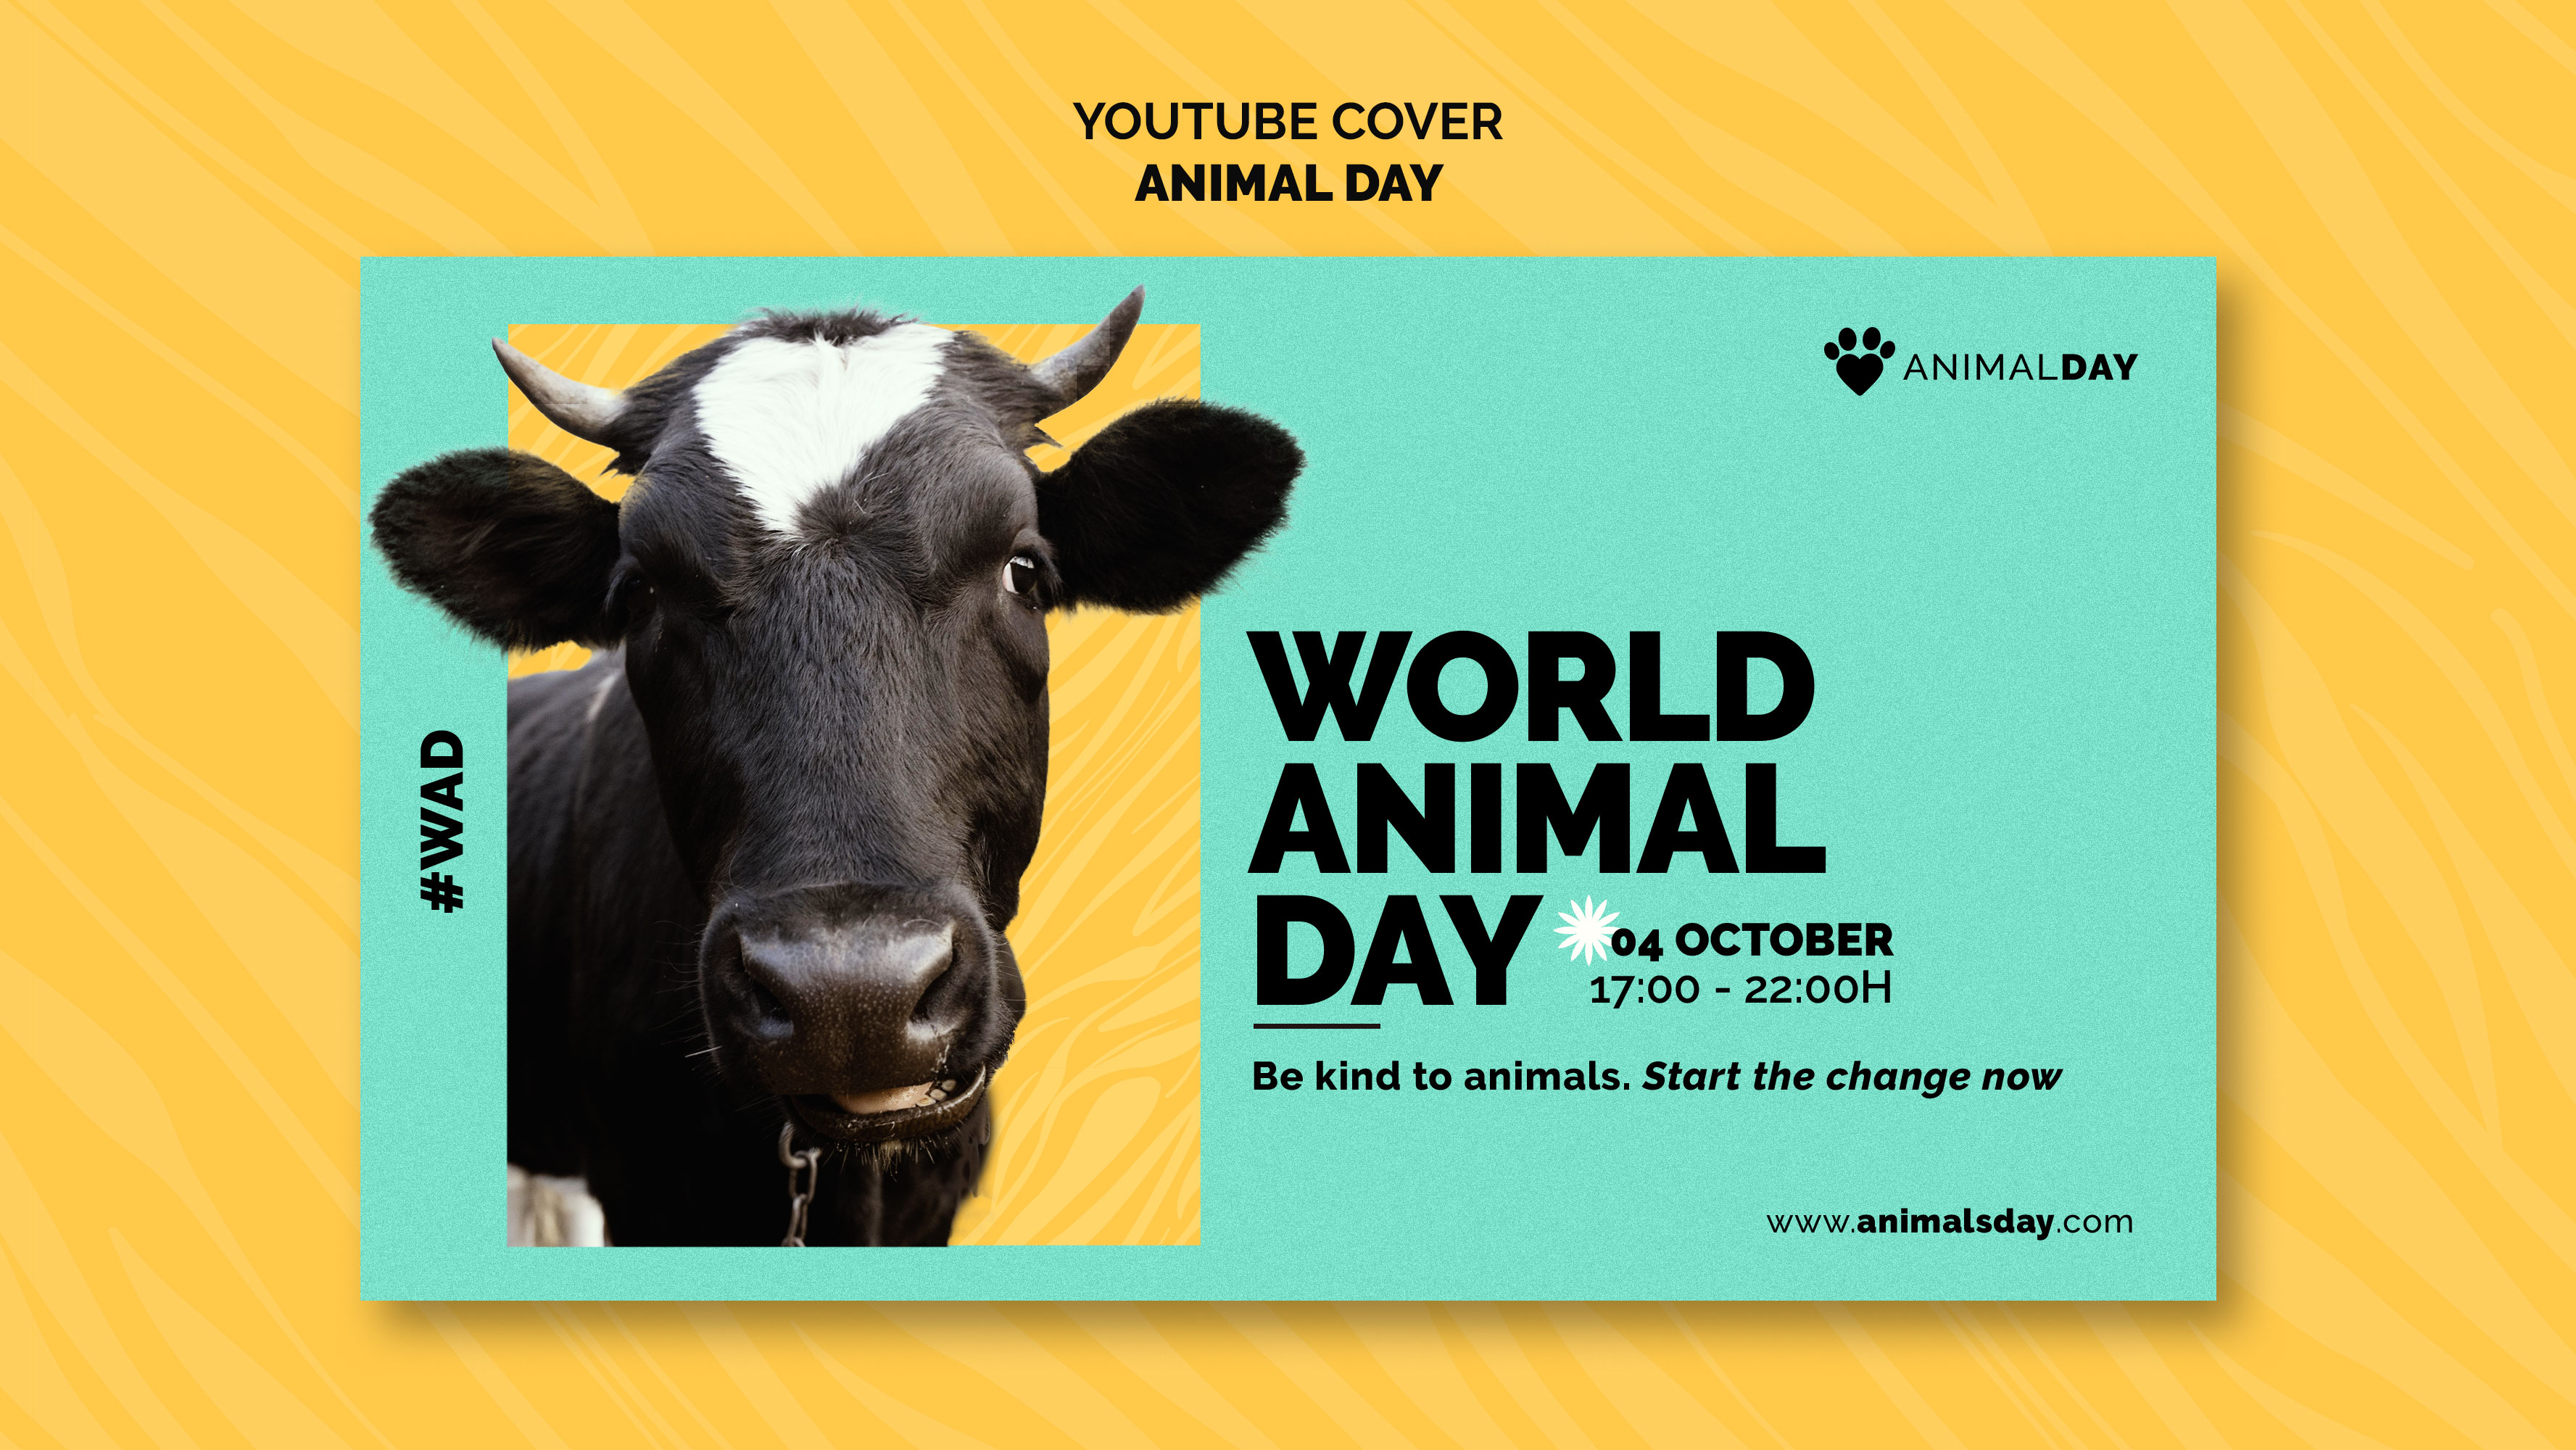 YOUTUBE COVER
ANIMAL DAY
ANIMALDAY
#WAD
WORLD
ANIMAL
DAY
04 OCTOBER
17:00 - 22:00H
Be kind to animals. Start the change now
www.animalsday.com